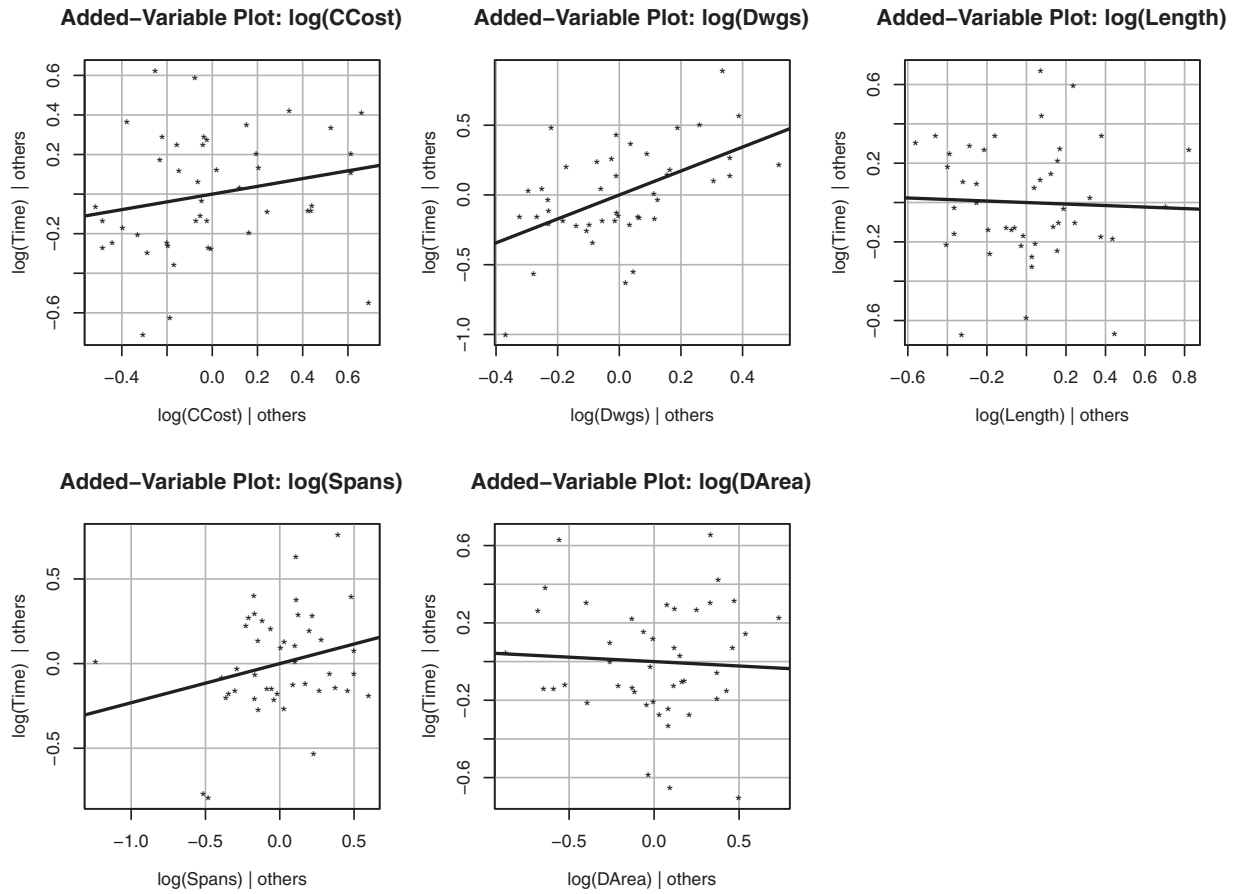 Added−Variable Plot: log(CCost)
log(Time) | others
−0.6 −0.2 0.2 0.4 0.6
−0.4 0.0 0.2 0.4 0.6
log(CCost) | others
Added−Variable Plot: log(Dwgs)
log(Time) | others
−1.0 −0.5 0.0 0.5
−0.4 −0.2 0.0 0.2 0.4
log(Dwgs) | others
Added−Variable Plot: log(Length)
log(Time) | others
−0.6 −0.2 0.2 0.6
−0.6 −0.2 0.2 0.4 0.6 0.8
log(Length) | others
Added−Variable Plot: log(Spans)
log(Time) | others
−0.5 0.0 0.5
−1.0 −0.5 0.0 0.5
log(Spans) | others
Added−Variable Plot: log(DArea)
log(Time) | others
−0.6 −0.2 0.2 0.6
−0.5 0.0 0.5
log(DArea) | others